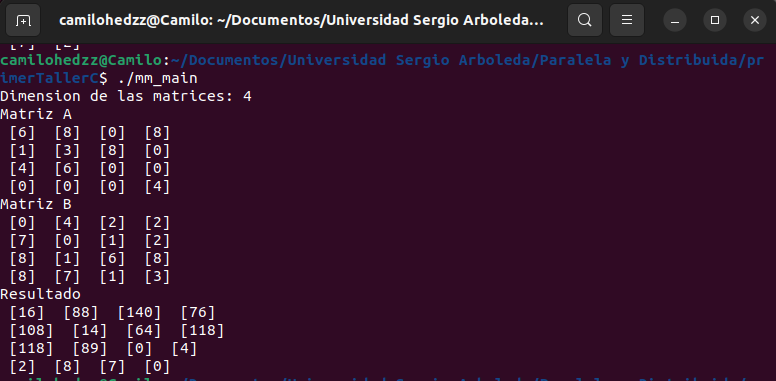 camilohedzz@Camilo: ~/Documentos/Universidad Sergio Arboleda...
camilohedzz@Camilo:~/Documentos/Universidad Sergio Arboleda/Paralela y Distribuida/pr
imerTallerC$ ./mm_main
Dimension de las matrices: 4
Matriz A
[6] [8] [0] [8]
[1] [3] [8] [0]
[4] [6] [0] [0]
[0] [0] [0] [4]
Matriz B
[0] [4] [2] [2]
[7] [0] [1] [2]
[8] [1] [6] [8]
[8] [7] [1] [3]
Resultado
[16] [88] [140] [76]
[108] [14] [64] [118]
[118] [89] [0] [4]
[2] [8] [7] [0]